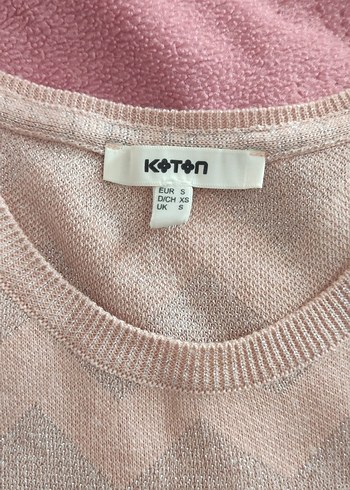 KOTON
EUR S
D/CH XS
UK S